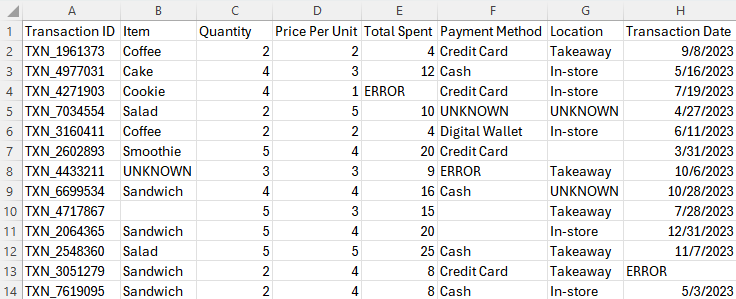 A B C D E F G H
1 Transaction ID Item Quantity Price Per Unit Total Spent Payment Method Location Transaction Date
2 TXN_1961373 Coffee 2 2 4 Credit Card Takeaway 9/8/2023
3 TXN_4977031 Cake 4 3 12 Cash In-store 5/16/2023
4 TXN_4271903 Cookie 4 1 ERROR Credit Card In-store 7/19/2023
5 TXN_7034554 Salad 2 5 10 UNKNOWN UNKNOWN 4/27/2023
6 TXN_3160411 Coffee 2 2 4 Digital Wallet In-store 6/11/2023
7 TXN_2602893 Smoothie 5 4 20 Credit Card 3/31/2023
8 TXN_4433211 UNKNOWN 3 3 9 ERROR Takeaway 10/6/2023
9 TXN_6699534 Sandwich 4 4 16 Cash UNKNOWN 10/28/2023
10 TXN_4717867 5 3 15 Takeaway 7/28/2023
11 TXN_2064365 Sandwich 5 4 20 In-store 12/31/2023
12 TXN_2548360 Salad 5 5 25 Cash Takeaway 11/7/2023
13 TXN_3051279 Sandwich 2 4 8 Credit Card Takeaway ERROR
14 TXN_7619095 Sandwich 2 4 8 Cash In-store 5/3/2023